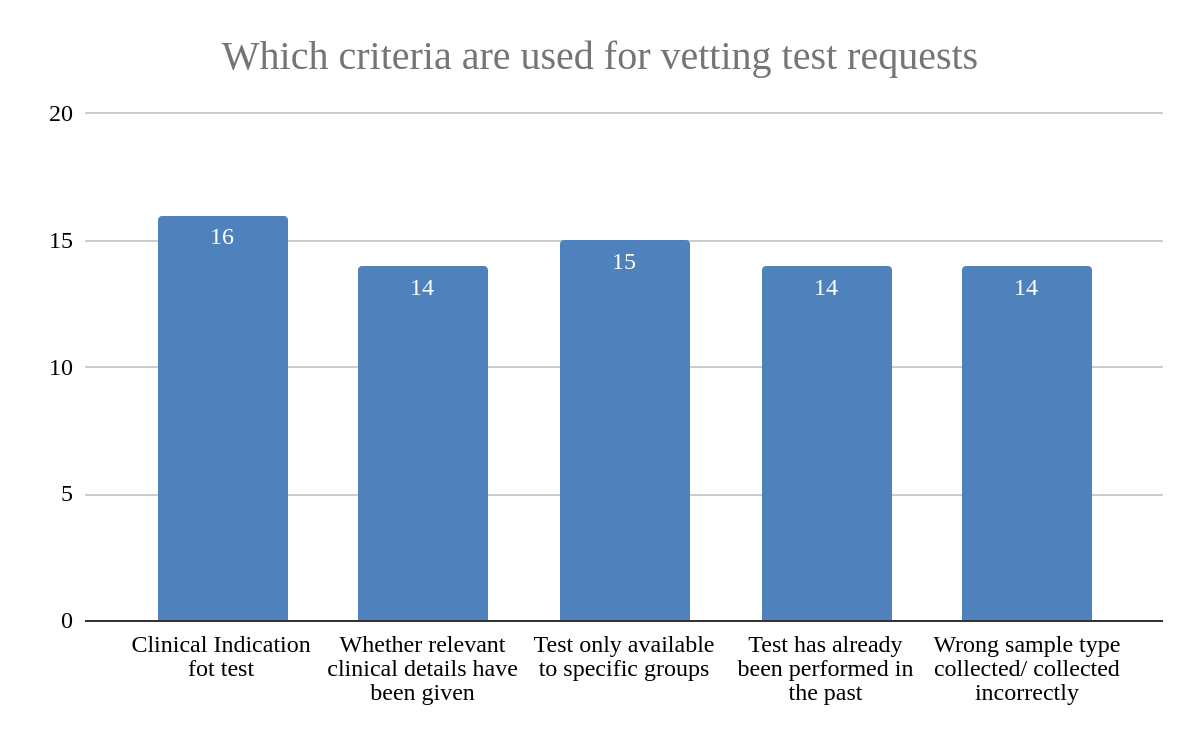 Which criteria are used for vetting test requests
20
15
10
5
0
16
14
15
14
14
Clinical Indication
fot test
Whether relevant
clinical details have
been given
Test only available
to specific groups
Test has already
been performed in
the past
Wrong sample type
collected/ collected
incorrectly